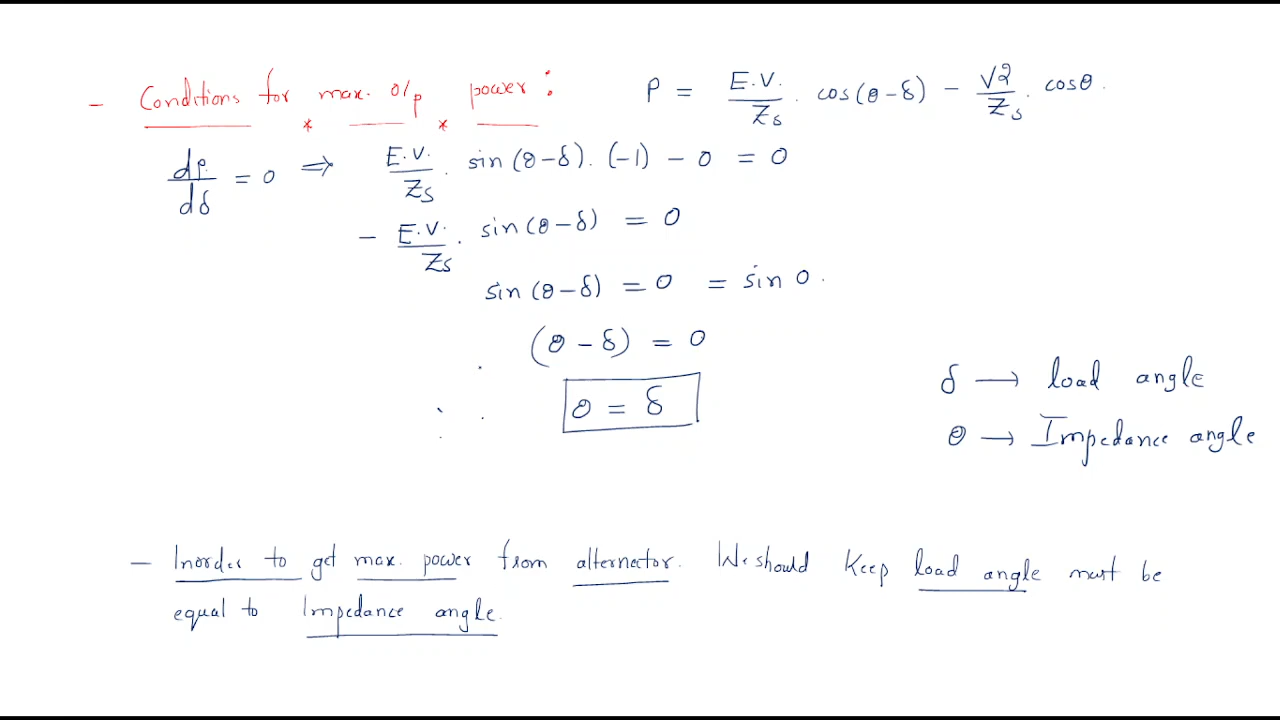 - Conditions for max. O/p power: P = E.V./Zs . cos(θ-δ) - V2/Zs . cosθ.
* *
dP/dδ = 0 ⇒ E.V./Zs . sin(θ-δ). (-1) - 0 = 0
- E.V./Zs . sin(θ-δ) = 0
sin(θ-δ) = 0 = sin 0.
(θ-δ) = 0
θ = δ
δ → load angle
θ → Impedance angle
- Inorder to get max. power from alternator. We should Keep load angle must be
equal to Impedance angle.